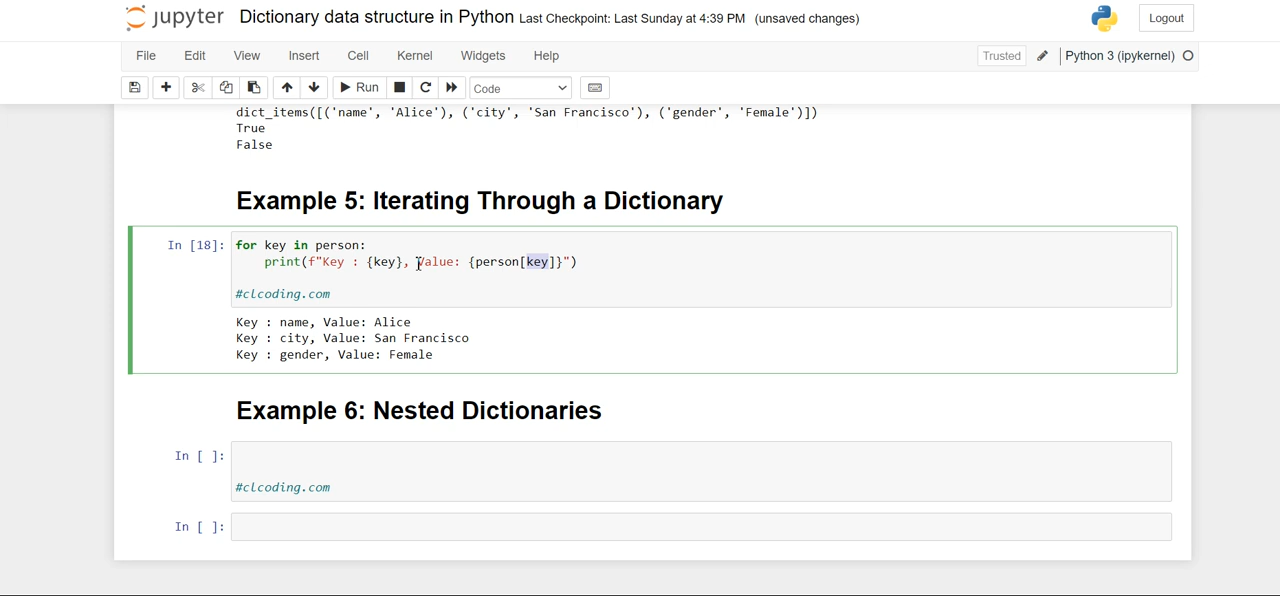 jupyter Dictionary data structure in Python Last Checkpoint: Last Sunday at 4:39 PM (unsaved changes) Logout
File Edit View Insert Cell Kernel Widgets Help Trusted Python 3 (ipykernel)
Run Code
dict_items([('name', 'Alice'), ('city', 'San Francisco'), ('gender', 'Female')])
True
False
Example 5: Iterating Through a Dictionary
In [18]: for key in person:
print(f"Key : {key}, Value: {person[key]}")
#clcoding.com
Key : name, Value: Alice
Key : city, Value: San Francisco
Key : gender, Value: Female
Example 6: Nested Dictionaries
In [ ]:
#clcoding.com
In [ ]: